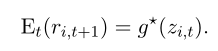 E_t(r_{i,t+1}) = g^⋆(z_{i,t}).